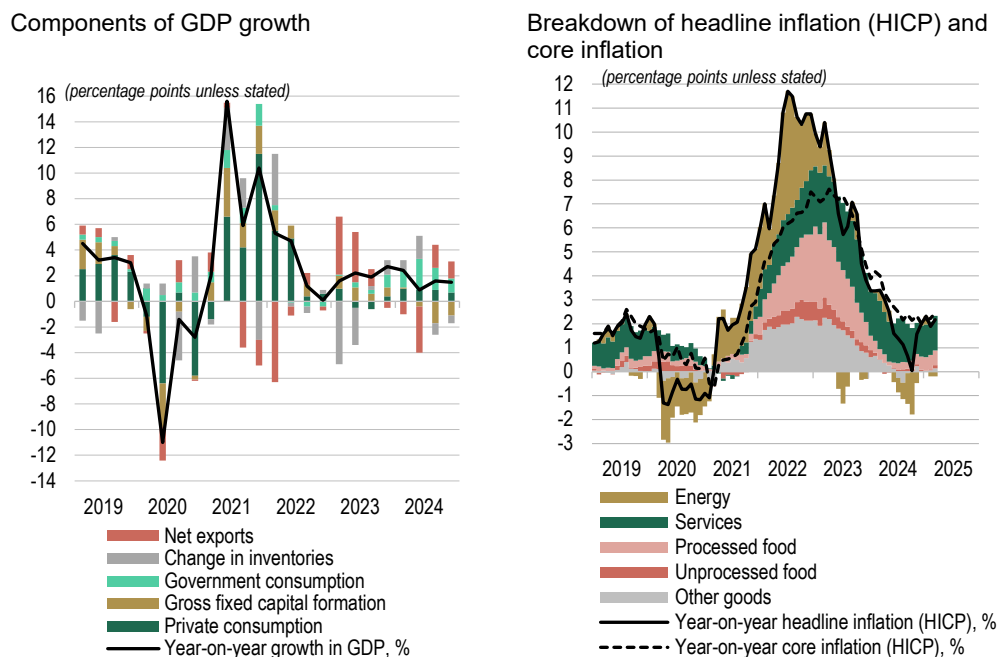 Components of GDP growth
(percentage points unless stated)
16
14
12
10
8
6
4
2
0
-2
-4
-6
-8
-10
-12
-14
2019 2020 2021 2022 2023 2024
Net exports
Change in inventories
Government consumption
Gross fixed capital formation
Private consumption
Year-on-year growth in GDP, %
Breakdown of headline inflation (HICP) and
core inflation
(percentage points unless stated)
12
11
10
9
8
7
6
5
4
3
2
1
0
-1
-2
-3
2019 2020 2021 2022 2023 2024 2025
Energy
Services
Processed food
Unprocessed food
Other goods
Year-on-year headline inflation (HICP), %
Year-on-year core inflation (HICP), %